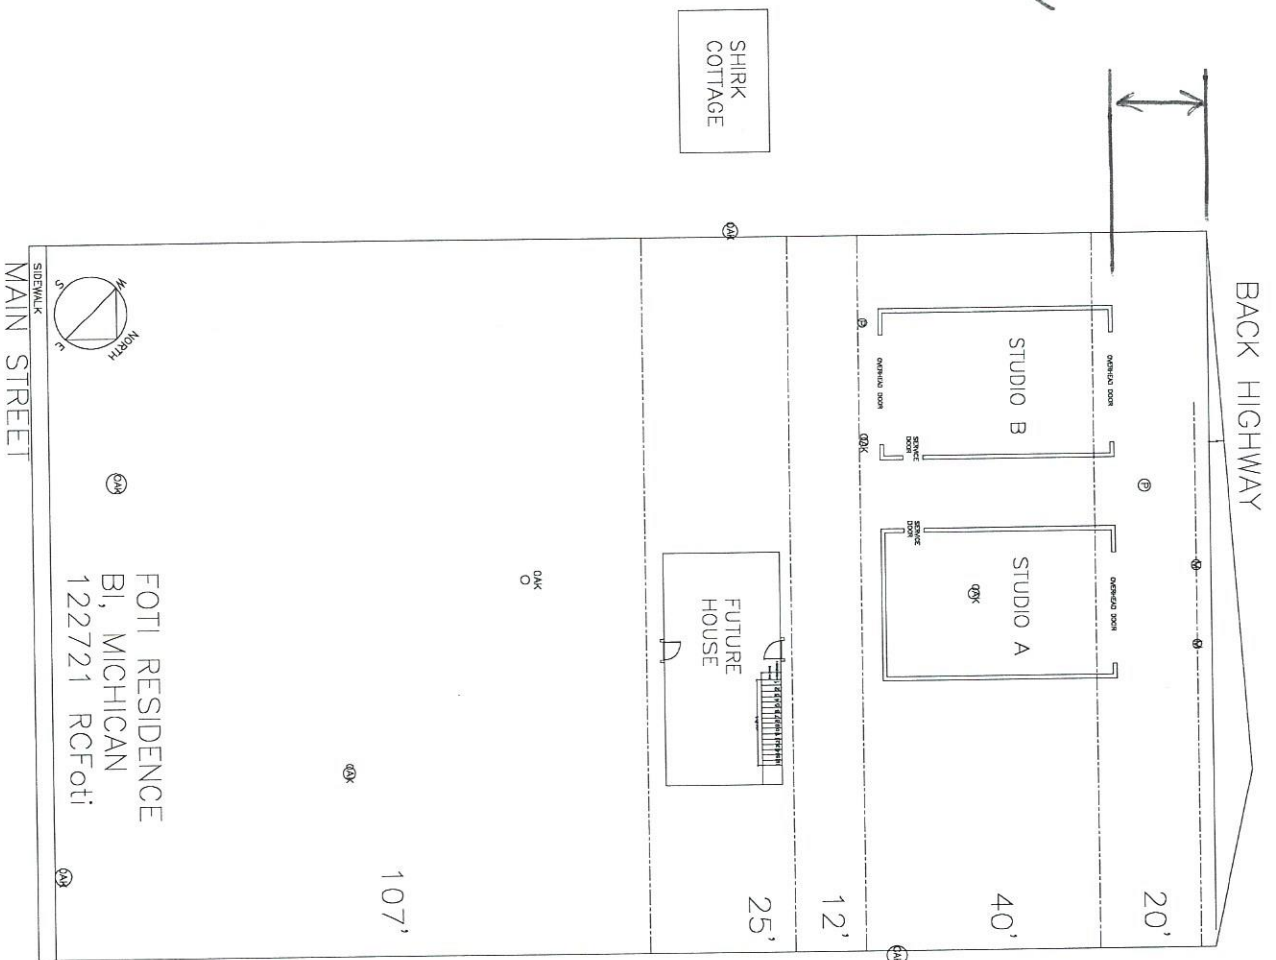 BACK HIGHWAY
SHIRK
COTTAGE
OAK
20'
OVERHEAD DOOR
OVERHEAD DOOR
P
M
M
STUDIO B
STUDIO A
OAK
40'
SERVICE
DOOR
SERVICE
DOOR
OVERHEAD DOOR
P
OAK
OAK
12'
25'
FUTURE
HOUSE
OAK
107'
OAK
FOTI RESIDENCE
BI, MICHICAN
122721 RCFoti
W
NORTH
S
E
OAK
OAK
SIDEWALK
MAIN STREET